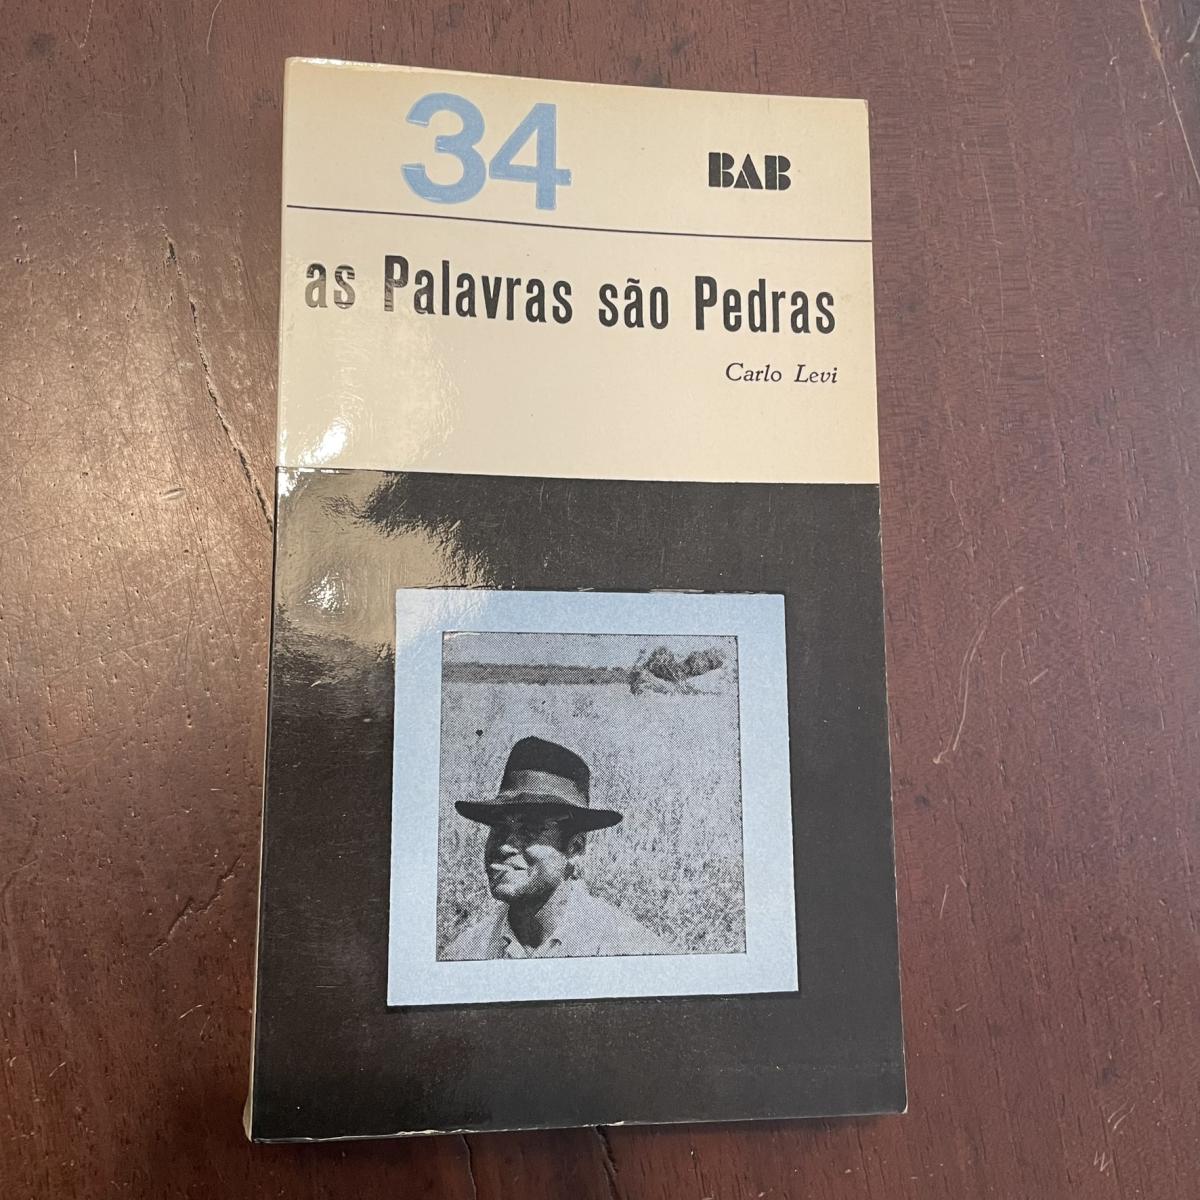 34
BAB
as Palavras são Pedras
Carlo Levi